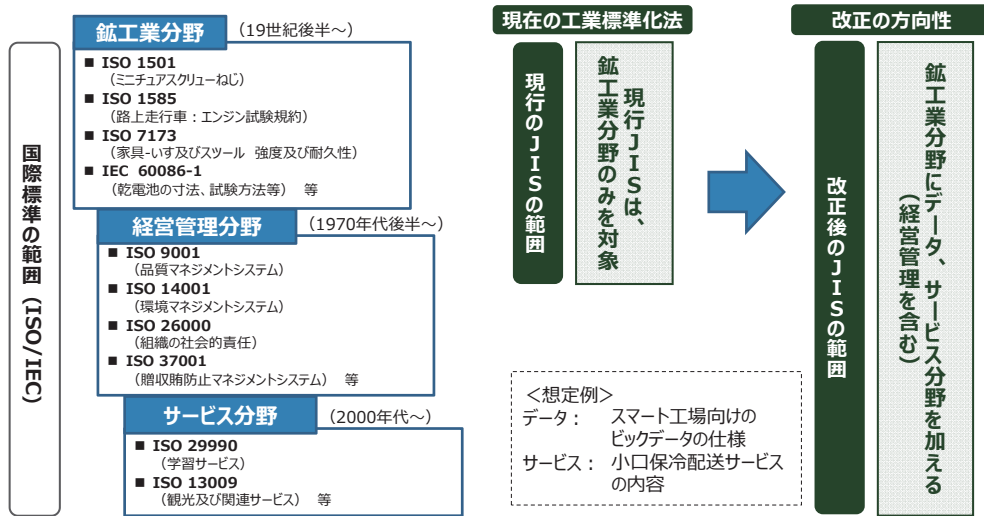 国際標準の範囲（ISO/IEC）
鉱工業分野
（19世紀後半～）
■ ISO 1501
（ミニチュアスクリューねじ）
■ ISO 1585
（路上走行車：エンジン試験規約）
■ ISO 7173
（家具-いす及びスツール 強度及び耐久性）
■ IEC 60086-1
（乾電池の寸法、試験方法等） 等
経営管理分野
（1970年代後半～）
■ ISO 9001
（品質マネジメントシステム）
■ ISO 14001
（環境マネジメントシステム）
■ ISO 26000
（組織の社会的責任）
■ ISO 37001
（贈収賄防止マネジメントシステム） 等
サービス分野
（2000年代～）
■ ISO 29990
（学習サービス）
■ ISO 13009
（観光及び関連サービス） 等
現在の工業標準化法
現行のJISの範囲
現行JISは、
鉱工業分野のみを対象
＜想定例＞
データ： スマート工場向けの
ビックデータの仕様
サービス： 小口保冷配送サービス
の内容
改正の方向性
改正後のJISの範囲
鉱工業分野にデータ、サービス分野を加える
（経営管理を含む）